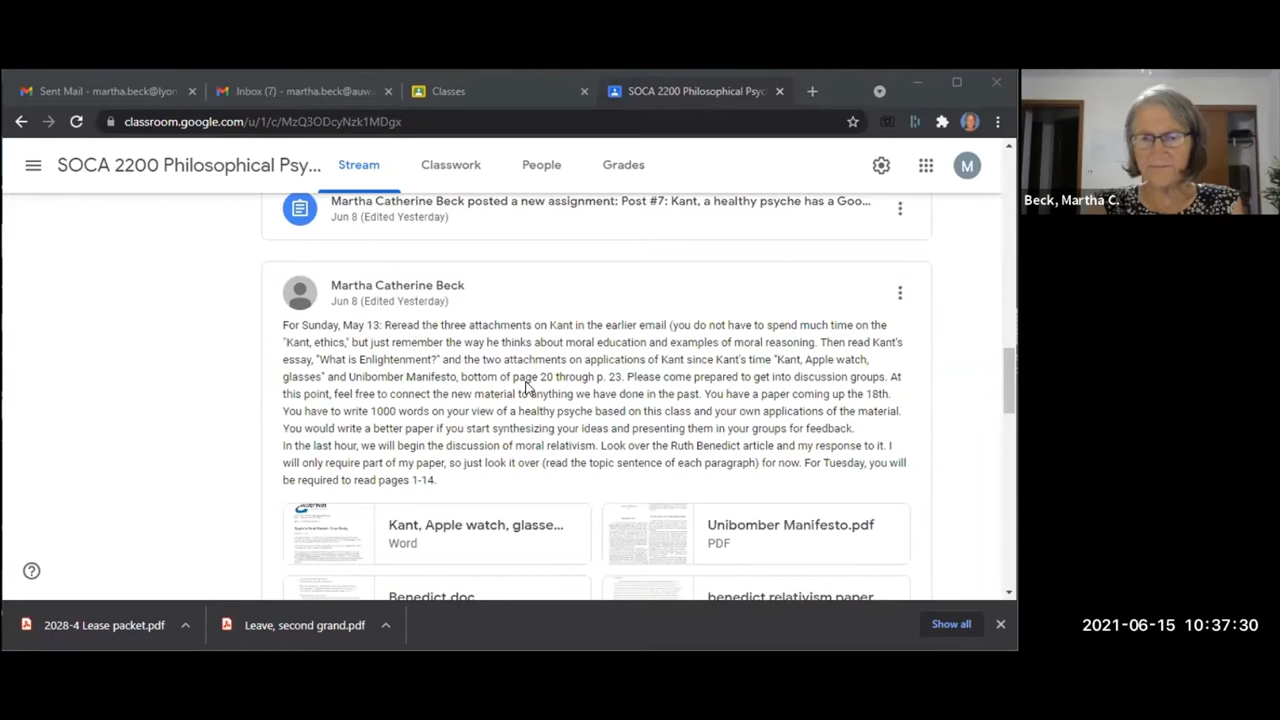 Sent Mail - martha.beck@lyon
Inbox (7) - martha.beck@auw.
Classes
SOCA 2200 Philosophical Psyc
classroom.google.com/u/1/c/MzQ3ODcyNzk1MDgx
SOCA 2200 Philosophical Psy...
Stream
Classwork
People
Grades
M
Beck, Martha C.
Martha Catherine Beck posted a new assignment: Post #7: Kant, a healthy psyche has a Goo...
Jun 8 (Edited Yesterday)
Martha Catherine Beck
Jun 8 (Edited Yesterday)
For Sunday, May 13: Reread the three attachments on Kant in the earlier email (you do not have to spend much time on the
"Kant, ethics," but just remember the way he thinks about moral education and examples of moral reasoning. Then read Kant's
essay, "What is Enlightenment?" and the two attachments on applications of Kant since Kant's time "Kant, Apple watch,
glasses" and Unibomber Manifesto, bottom of page 20 through p. 23. Please come prepared to get into discussion groups. At
this point, feel free to connect the new material to anything we have done in the past. You have a paper coming up the 18th.
You have to write 1000 words on your view of a healthy psyche based on this class and your own applications of the material.
You would write a better paper if you start synthesizing your ideas and presenting them in your groups for feedback.
In the last hour, we will begin the discussion of moral relativism. Look over the Ruth Benedict article and my response to it. I
will only require part of my paper, so just look it over (read the topic sentence of each paragraph) for now. For Tuesday, you will
be required to read pages 1-14.
Kant, Apple watch, glasse...
Word
Unibomber Manifesto.pdf
PDF
Benedict.doc
benedict relativism paper
2028-4 Lease packet.pdf
Leave, second grand.pdf
Show all
2021-06-15 10:37:30